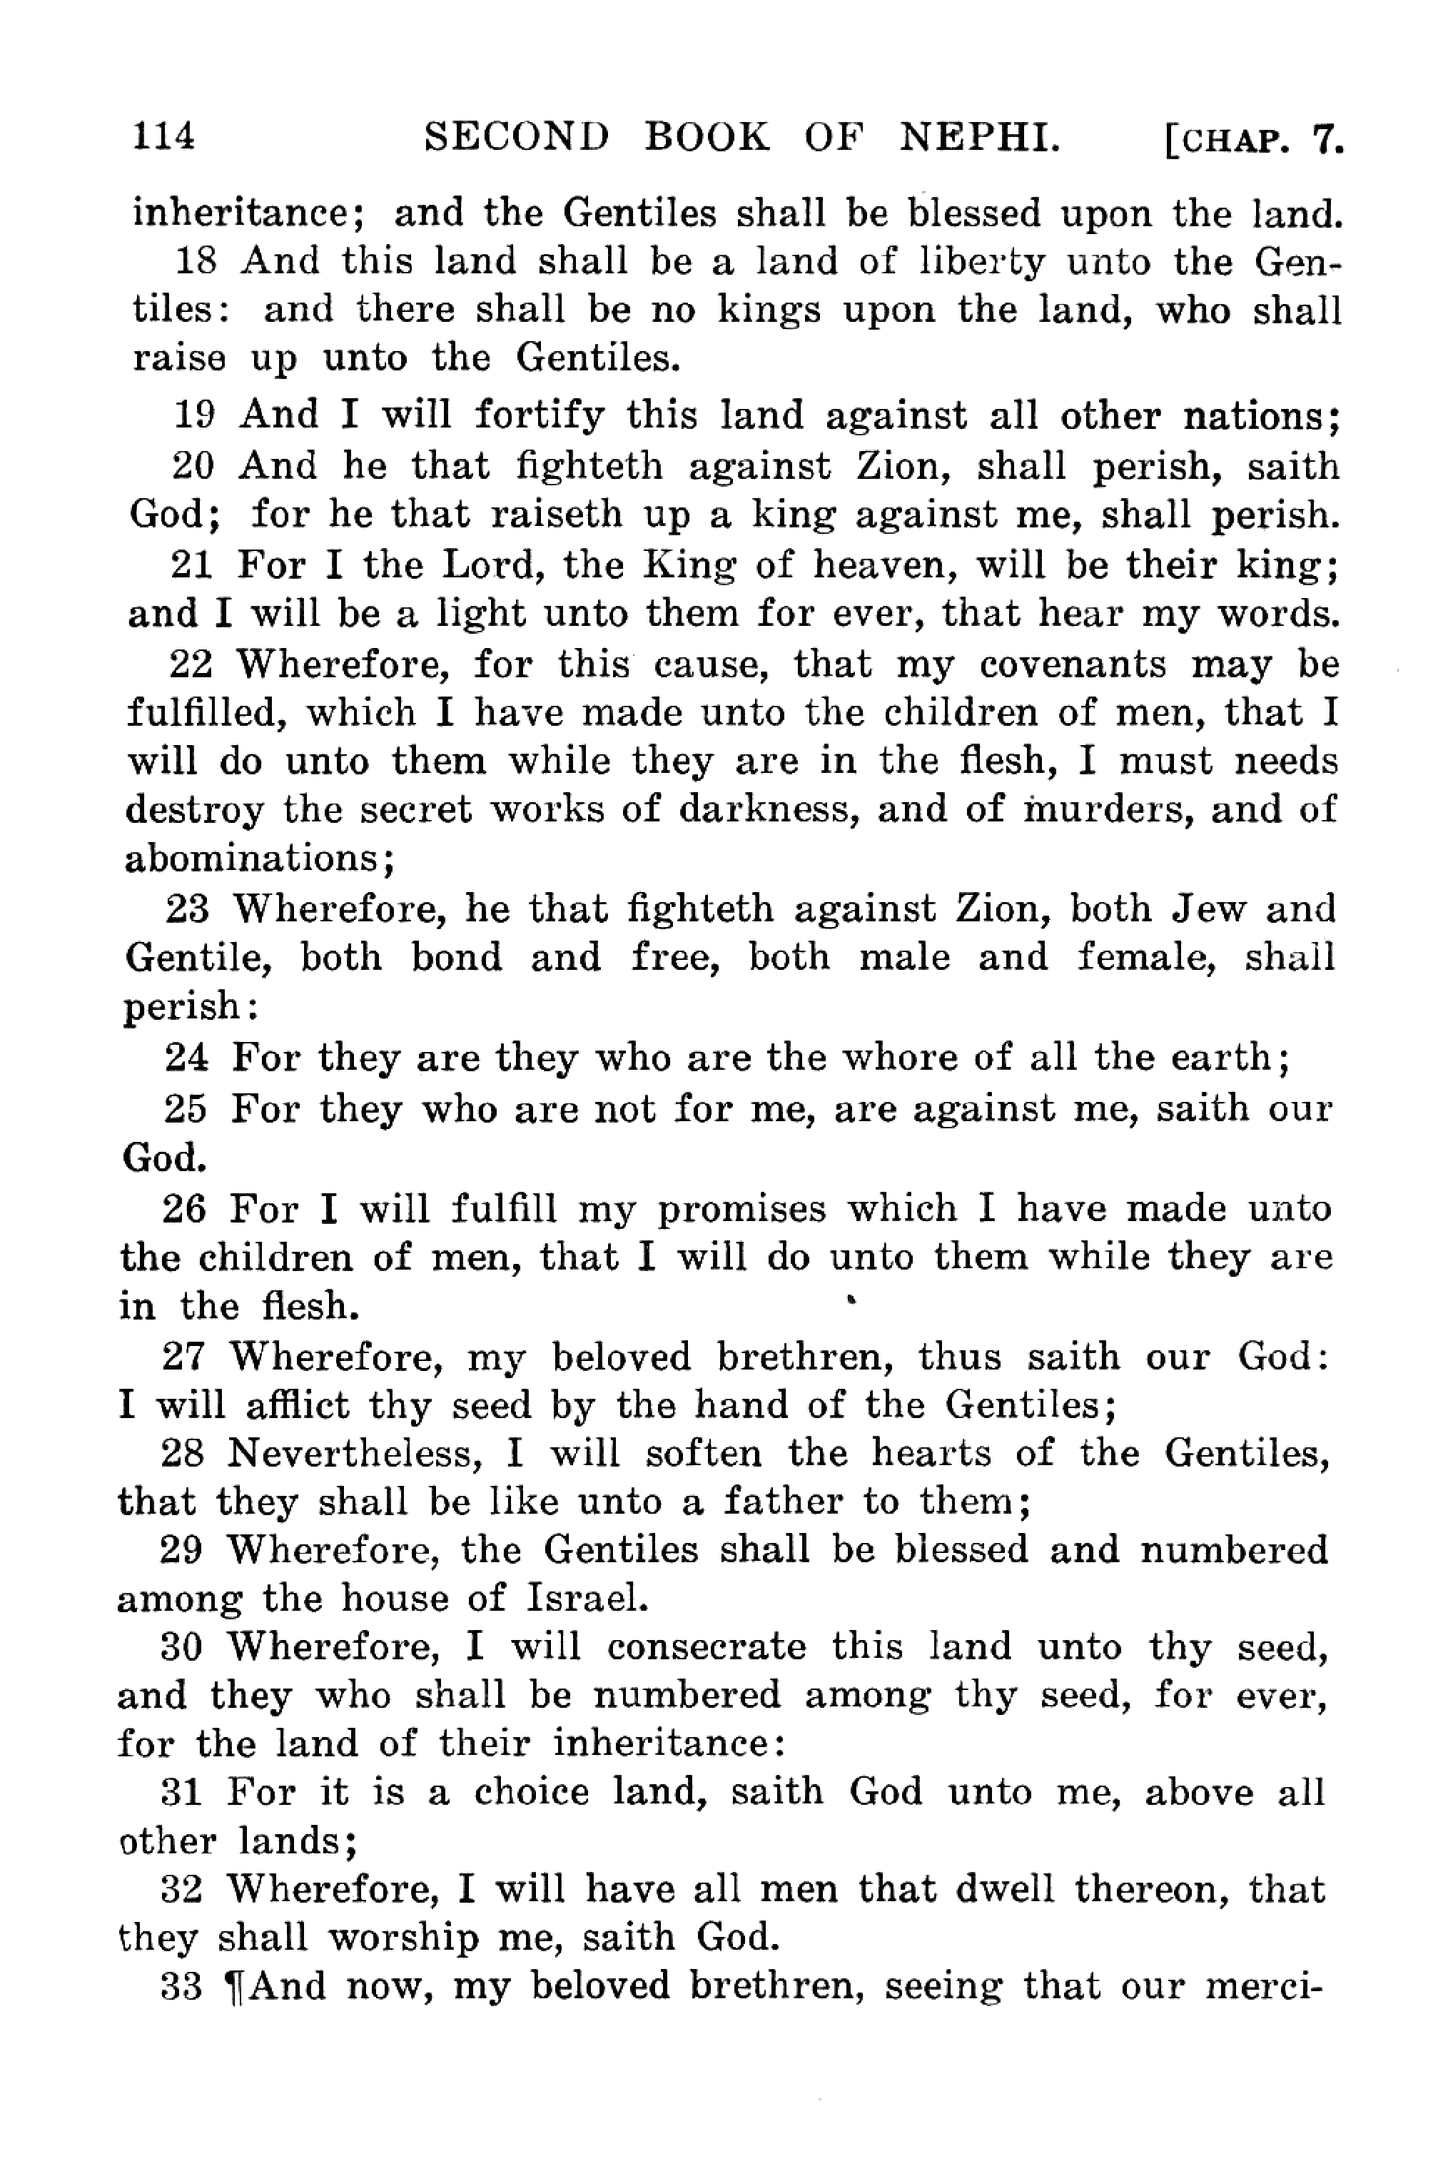 114 SECOND BOOK OF NEPHI. [CHAP. 7.
inheritance; and the Gentiles shall be blessed upon the land.
18 And this land shall be a land of liberty unto the Gen-
tiles: and there shall be no kings upon the land, who shall
raise up unto the Gentiles.
19 And I will fortify this land against all other nations;
20 And he that fighteth against Zion, shall perish, saith
God; for he that raiseth up a king against me, shall perish.
21 For I the Lord, the King of heaven, will be their king;
and I will be a light unto them for ever, that hear my words.
22 Wherefore, for this cause, that my covenants may be
fulfilled, which I have made unto the children of men, that I
will do unto them while they are in the flesh, I must needs
destroy the secret works of darkness, and of murders, and of
abominations;
23 Wherefore, he that fighteth against Zion, both Jew and
Gentile, both bond and free, both male and female, shall
perish:
24 For they are they who are the whore of all the earth;
25 For they who are not for me, are against me, saith our
God.
26 For I will fulfill my promises which I have made unto
the children of men, that I will do unto them while they are
in the flesh.
27 Wherefore, my beloved brethren, thus saith our God:
I will afflict thy seed by the hand of the Gentiles;
28 Nevertheless, I will soften the hearts of the Gentiles,
that they shall be like unto a father to them;
29 Wherefore, the Gentiles shall be blessed and numbered
among the house of Israel.
30 Wherefore, I will consecrate this land unto thy seed,
and they who shall be numbered among thy seed, for ever,
for the land of their inheritance:
31 For it is a choice land, saith God unto me, above all
other lands;
32 Wherefore, I will have all men that dwell thereon, that
they shall worship me, saith God.
33 ¶And now, my beloved brethren, seeing that our merci-